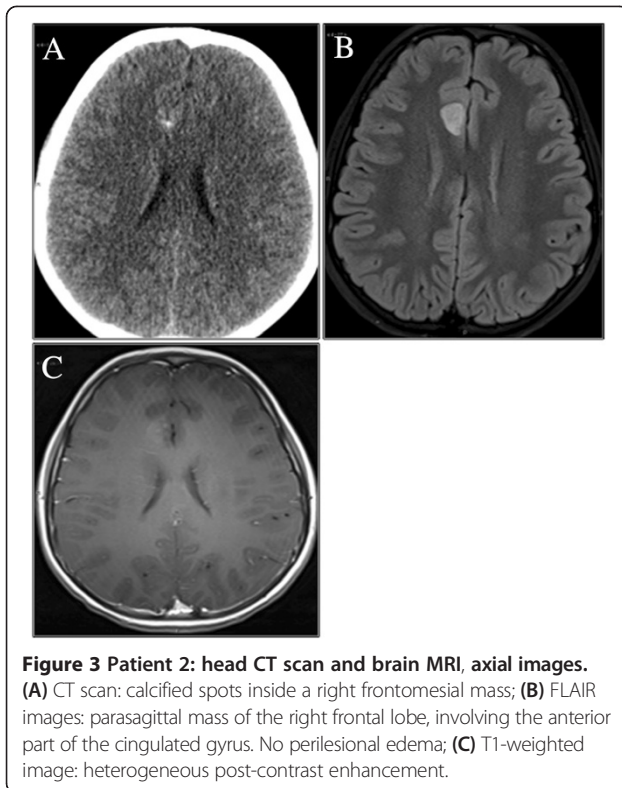 A
B
C
Figure 3 Patient 2: head CT scan and brain MRI, axial images.
(A) CT scan: calcified spots inside a right frontomesial mass; (B) FLAIR
images: parasagittal mass of the right frontal lobe, involving the anterior
part of the cingulated gyrus. No perilesional edema; (C) T1-weighted
image: heterogeneous post-contrast enhancement.